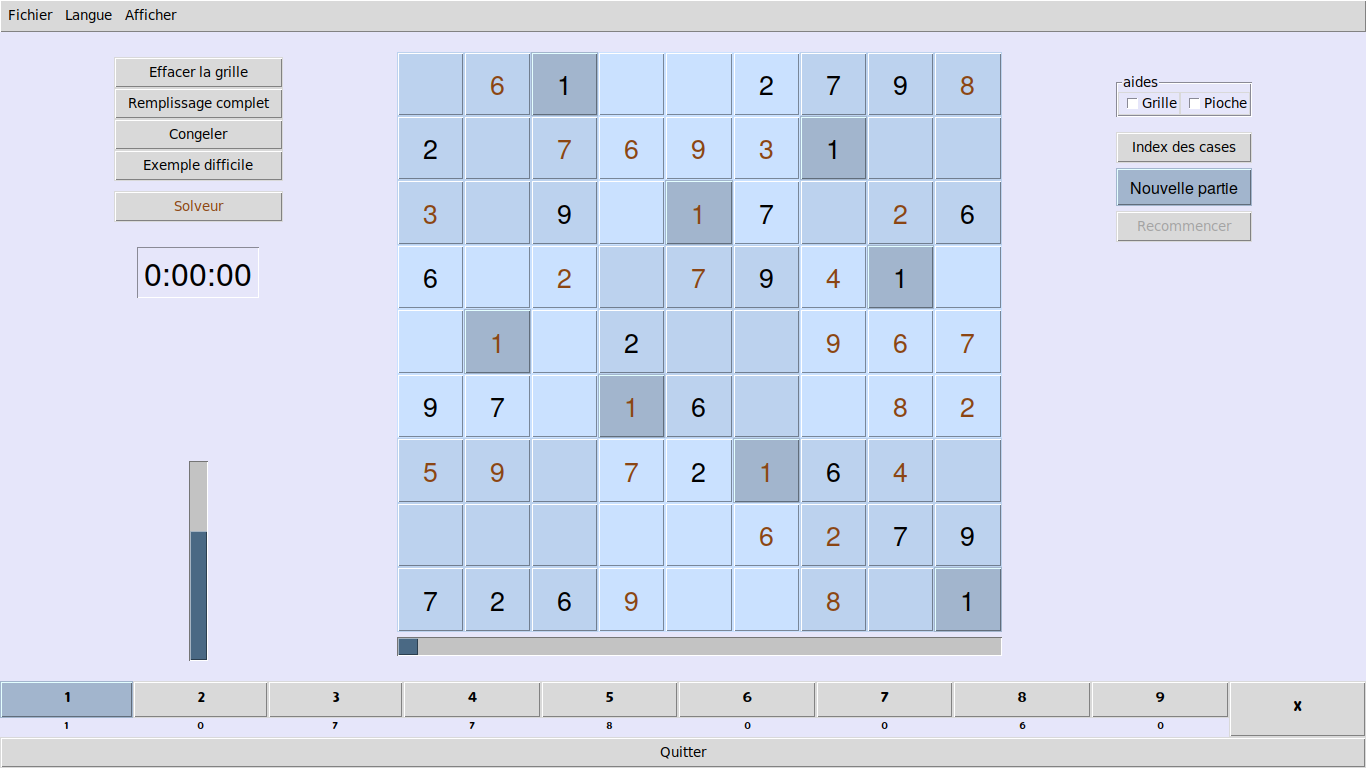 Fichier Langue Afficher
Effacer la grille
Remplissage complet
Congeler
Exemple difficile
Solveur
0:00:00
6 1 2 7 9 8
2 7 6 9 3 1
3 9 1 7 2 6
6 2 7 9 4 1
1 2 9 6 7
9 7 1 6 8 2
5 9 7 2 1 6 4
6 2 7 9
7 2 6 9 8 1
aides
Grille Pioche
Index des cases
Nouvelle partie
Recommencer
1 2 3 4 5 6 7 8 9 x
1 0 7 7 8 0 0 6 0
Quitter